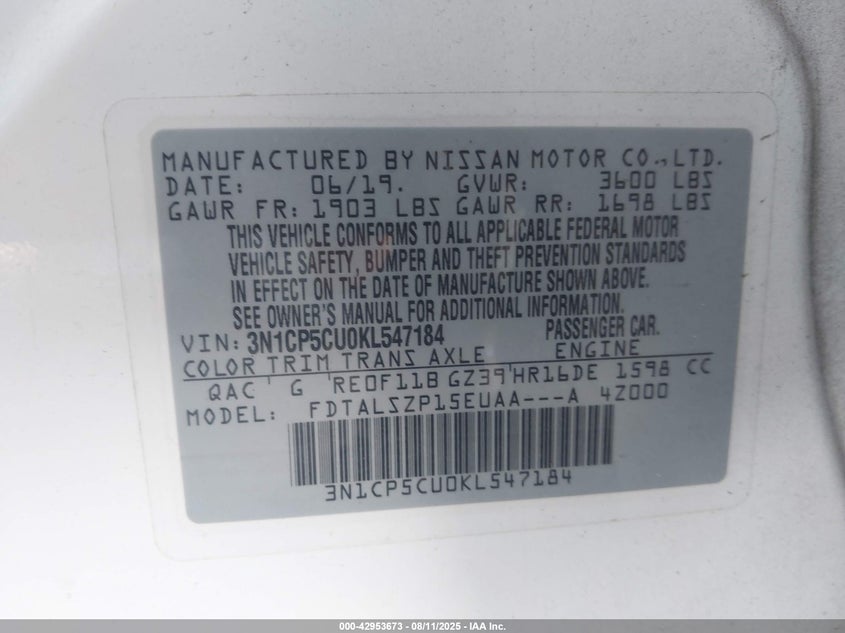 MANUFACTURED BY NISSAN MOTOR CO.,LTD.
DATE: 06/19. GVWR: 3600 LBS
GAWR FR: 1903 LBS GAWR RR: 1698 LBS
THIS VEHICLE CONFORMS TO ALL APPLICABLE FEDERAL MOTOR
VEHICLE SAFETY, BUMPER AND THEFT PREVENTION STANDARDS
IN EFFECT ON THE DATE OF MANUFACTURE SHOWN ABOVE.
SEE OWNER'S MANUAL FOR ADDITIONAL INFORMATION.
VIN: 3N1CP5CU0KL547184 PASSENGER CAR.
COLOR TRIM TRANS AXLE ENGINE
QAC G RE0F11B GZ39 HR16DE 1598 CC
MODEL: FDTALSZP15EUAA---A 4Z000
3N1CP5CU0KL547184
000-42953673 - 08/11/2025 - IAA Inc.